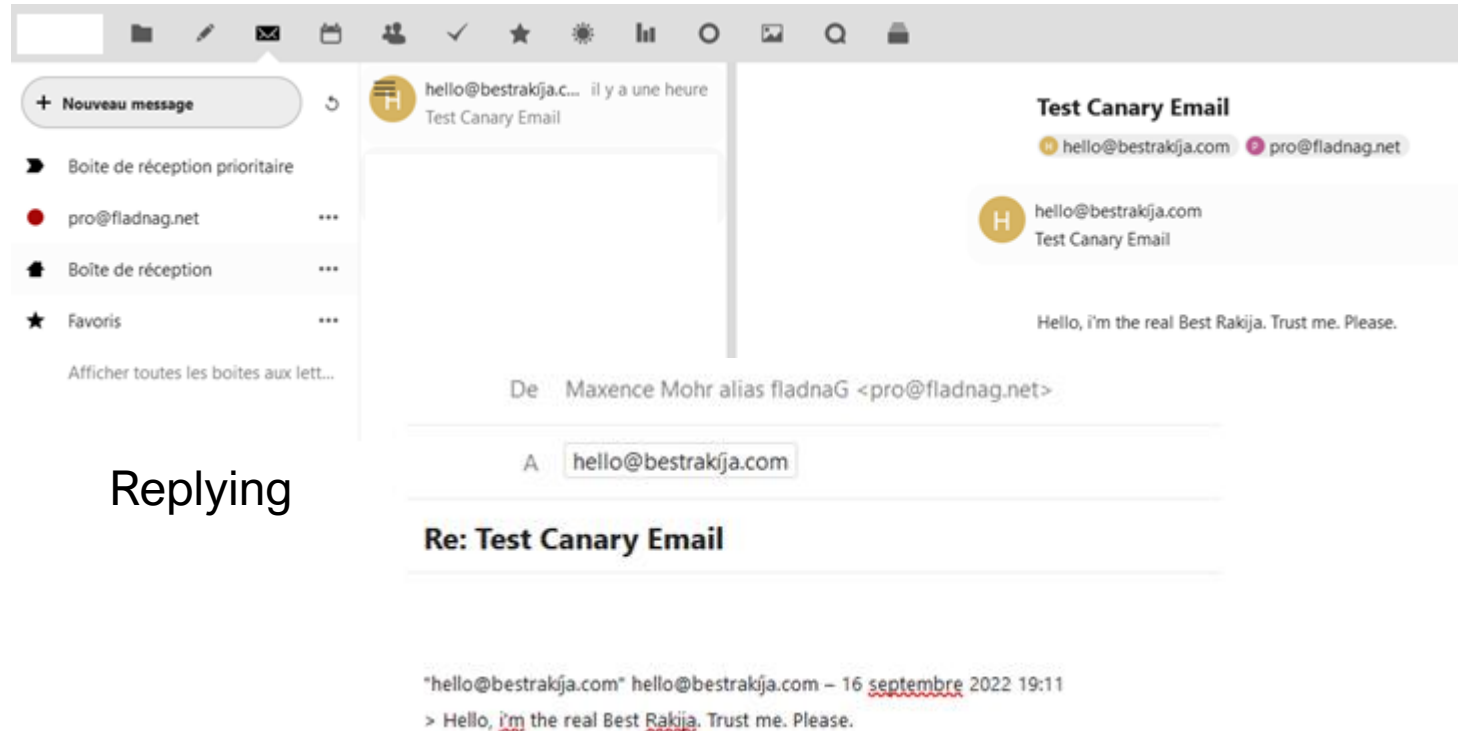 + Nouveau message
Boite de réception prioritaire
pro@fladnag.net ...
Boîte de réception ...
Favoris ...
Afficher toutes les boites aux lett...
H
hello@bestrakíja.c... il y a une heure
Test Canary Email
Test Canary Email
H hello@bestrakíja.com P pro@fladnag.net
H
hello@bestrakíja.com
Test Canary Email
Hello, i'm the real Best Rakija. Trust me. Please.
Replying
De Maxence Mohr alias fladnaG <pro@fladnag.net>
A hello@bestrakíja.com
Re: Test Canary Email
"hello@bestrakíja.com" hello@bestrakíja.com – 16 septembre 2022 19:11
> Hello, i'm the real Best Rakija. Trust me. Please.